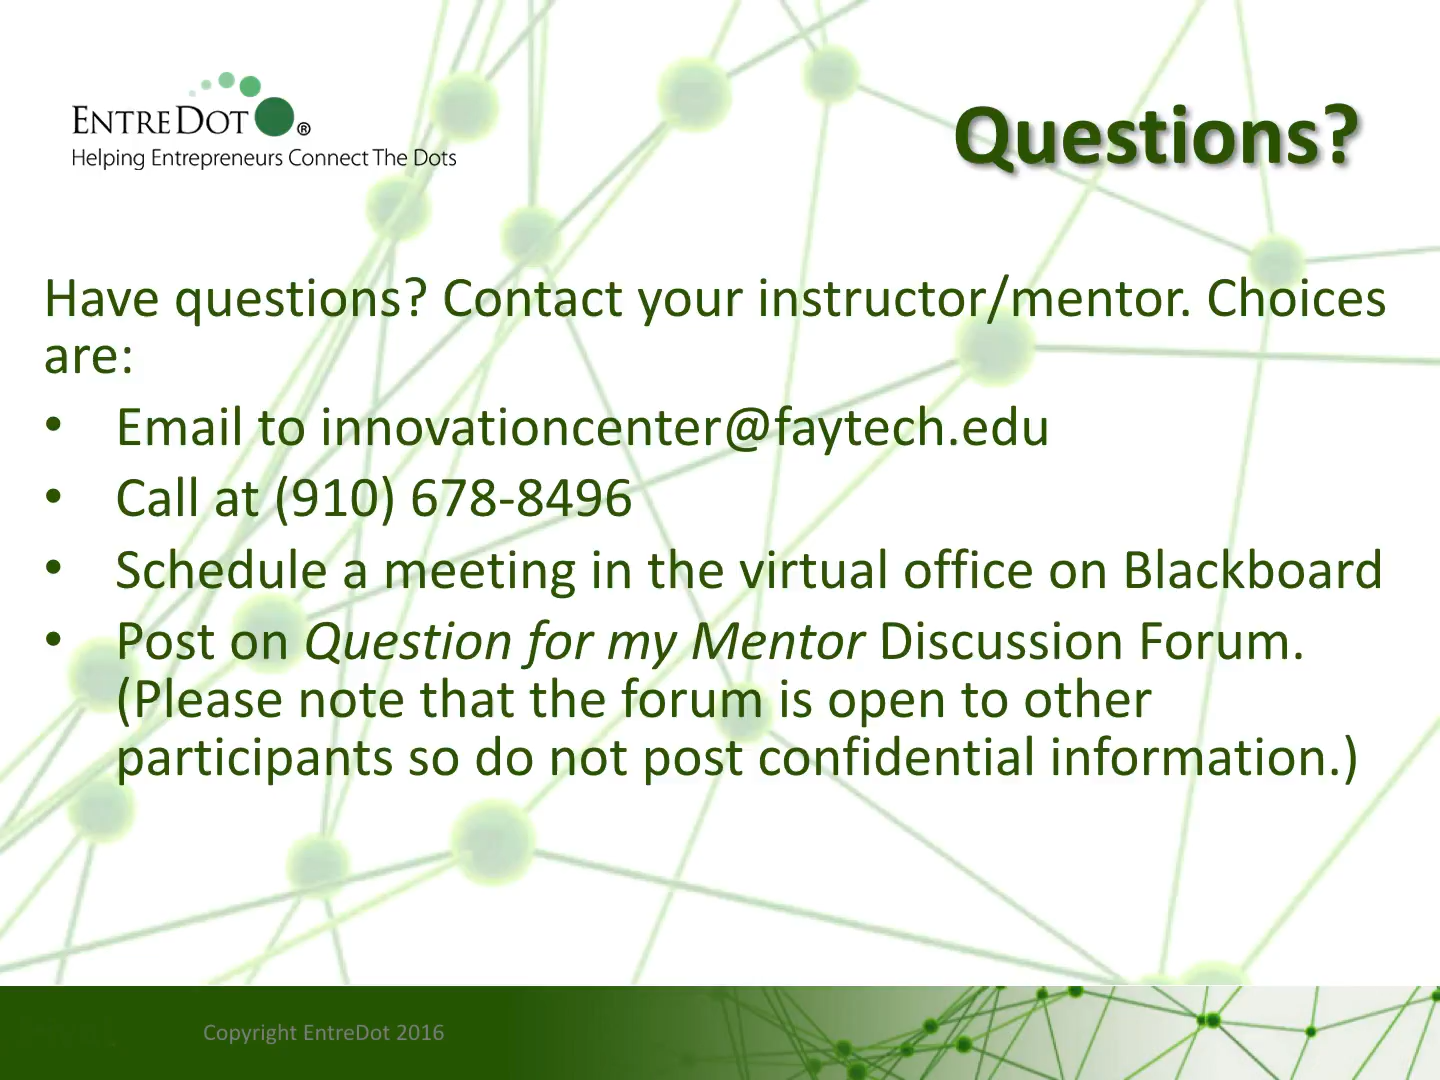 ENTREDOT®
Helping Entrepreneurs Connect The Dots
Questions?
Have questions? Contact your instructor/mentor. Choices
are:
• Email to innovationcenter@faytech.edu
• Call at (910) 678-8496
• Schedule a meeting in the virtual office on Blackboard
• Post on Question for my Mentor Discussion Forum.
(Please note that the forum is open to other
participants so do not post confidential information.)
Copyright EntreDot 2016